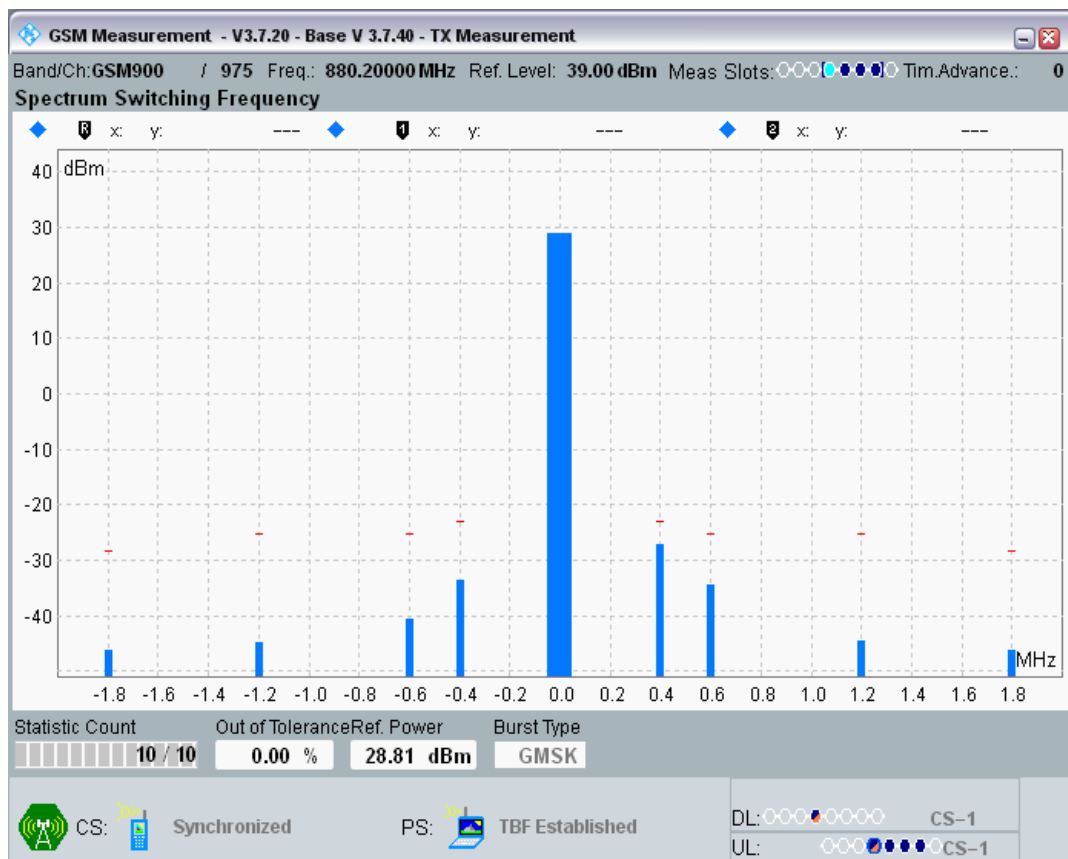 GSM Measurement - V3.7.20 - Base V 3.7.40 - TX Measurement
Band/Ch:GSM900 / 975 Freq.: 880.20000 MHz Ref. Level: 39.00 dBm Meas Slots: Tim.Advance.: 0
Spectrum Switching Frequency
R x: y: --- 1 x: y: --- 2 x: y: ---
dBm
40
30
20
10
0
-10
-20
-30
-40
MHz
-1.8 -1.6 -1.4 -1.2 -1.0 -0.8 -0.6 -0.4 -0.2 0.0 0.2 0.4 0.6 0.8 1.0 1.2 1.4 1.6 1.8
Statistic Count Out of Tolerance Ref. Power Burst Type
10 / 10 0.00 % 28.81 dBm GMSK
CS: Synchronized PS: TBF Established
DL: CS-1
UL: CS-1